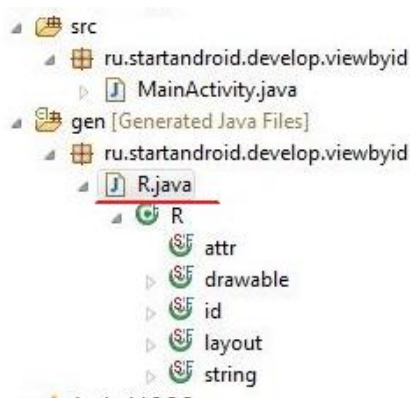 src
ru.startandroid.develop.viewbyid
MainActivity.java
gen [Generated Java Files]
ru.startandroid.develop.viewbyid
R.java
R
attr
drawable
id
layout
string